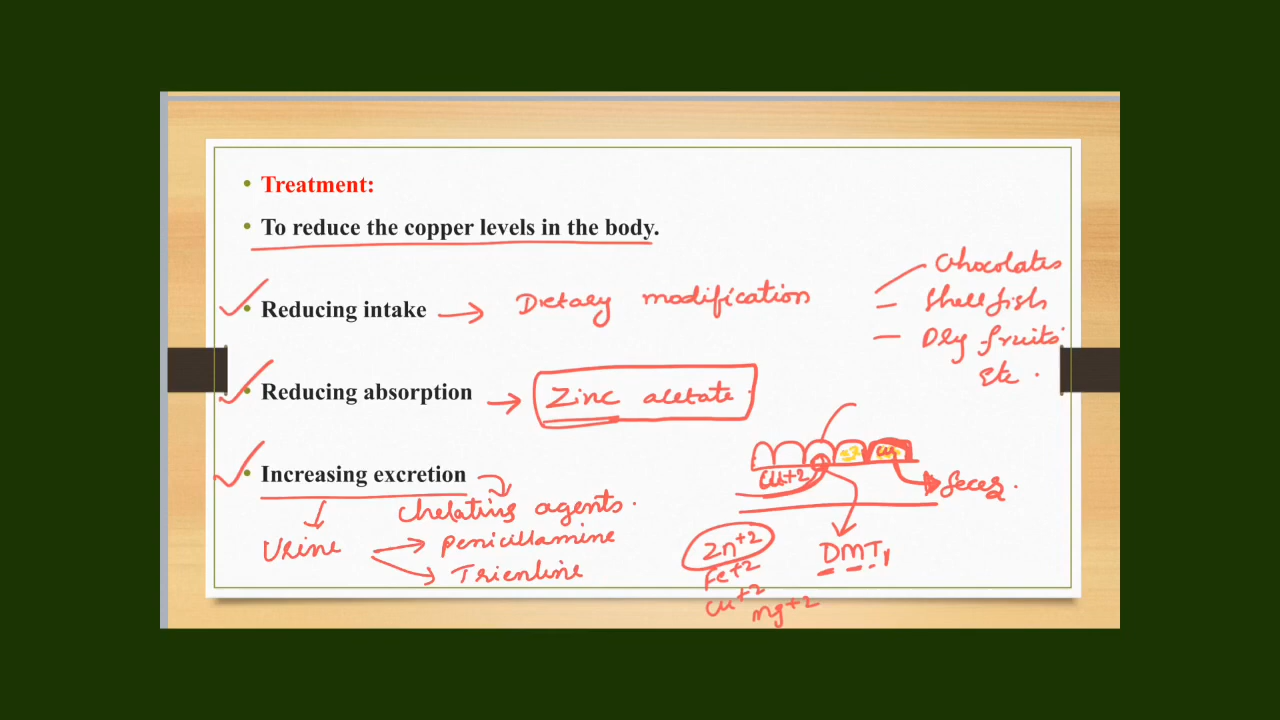 • Treatment:
• To reduce the copper levels in the body.
• Reducing intake → Dietary modification
Chocolates
– Shellfish
– Dry fruits
etc.
• Reducing absorption → Zinc acetate.
cu+2
feces.
• Increasing excretion
Chelating agents.
Urine
Penicillamine
Trientine
DMT1
Zn+2
Fe+2
cu+2
mg+2